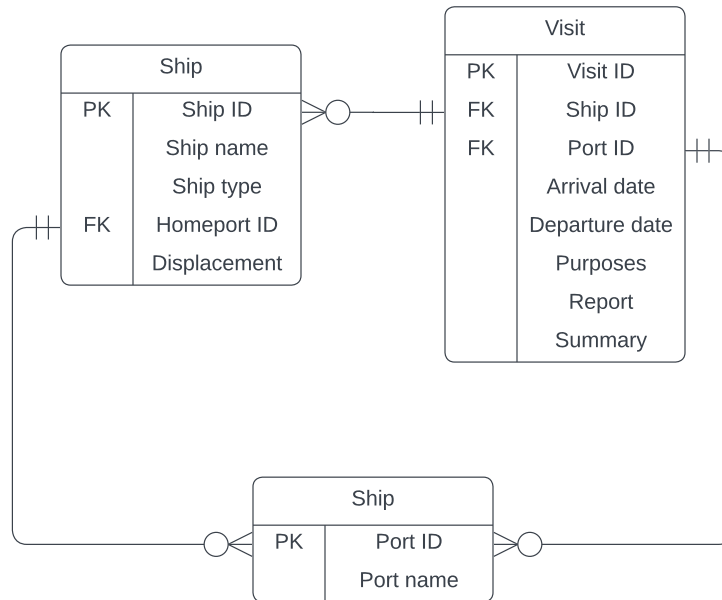 Ship
PK Ship ID
Ship name
Ship type
FK Homeport ID
Displacement
Visit
PK Visit ID
FK Ship ID
FK Port ID
Arrival date
Departure date
Purposes
Report
Summary
Ship
PK Port ID
Port name